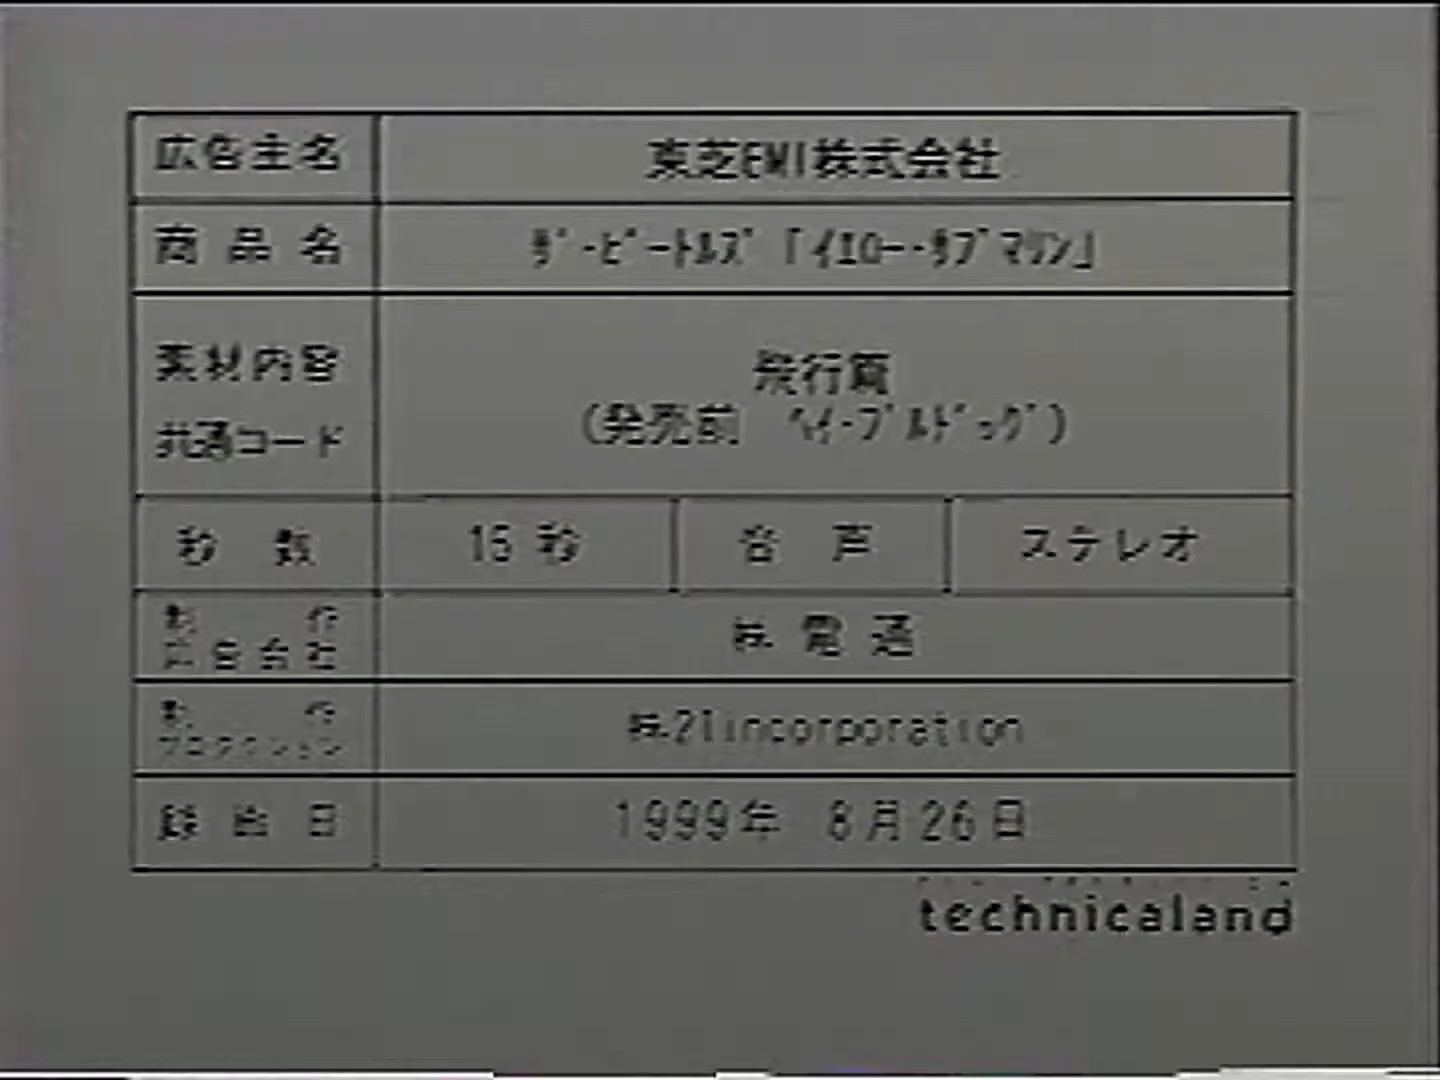 広告主名 東芝EMI株式会社
商品名 ザ・ビートルズ「イエロー・サブマリン」
素材内容 飛行篇
共通コード (発売前 ヘイ・ブルドッグ)
秒数 15秒 音声 ステレオ
制作
広告会社 ㈱電通
制作 ㈱21incorporation
プロダクション
録画日 1999年 8月26日
technicaland